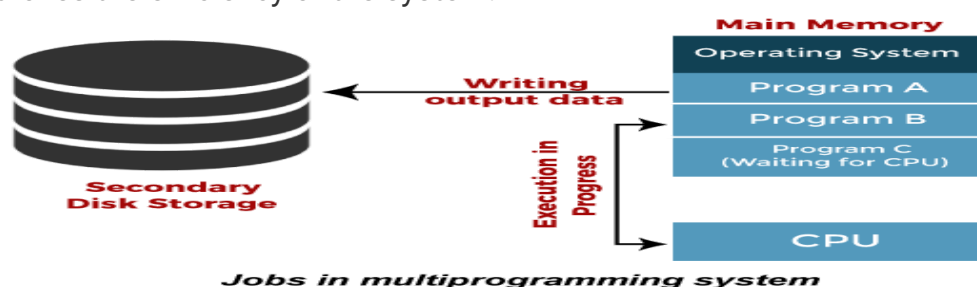 Main Memory
Operating System
Writing
output data
Program A
Program B
Program C
(Waiting for CPU)
Execution in
Progress
Secondary
Disk Storage
CPU
Jobs in multiprogramming system